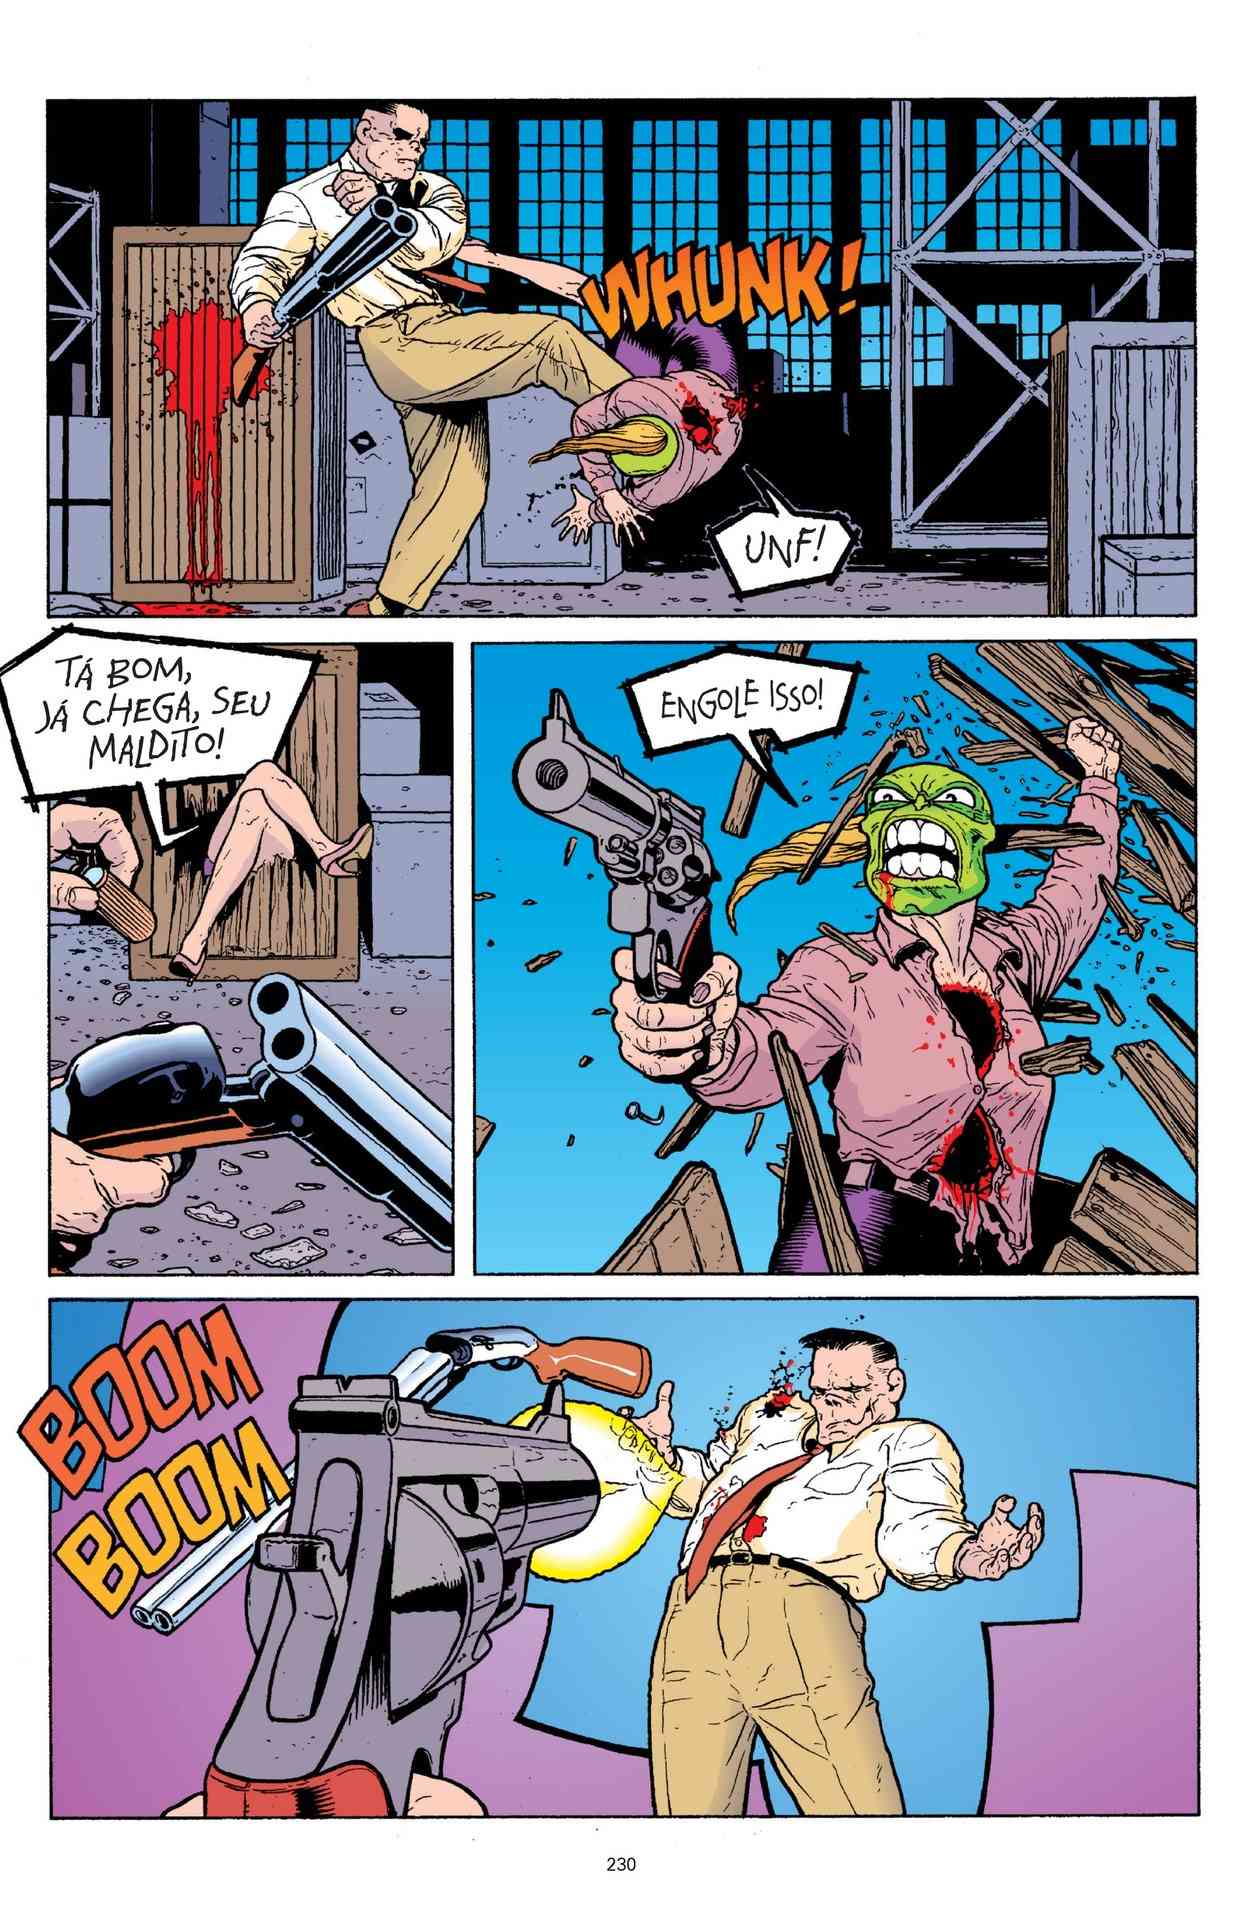 WHUNK!
UNF!
TÁ BOM,
JÁ CHEGA, SEU
MALDITO!
ENGOLE ISSO!
BOOM
BOOM
230